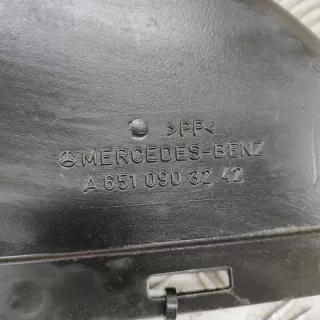 >PP<
MERCEDES-BENZ
A 651 090 32 42